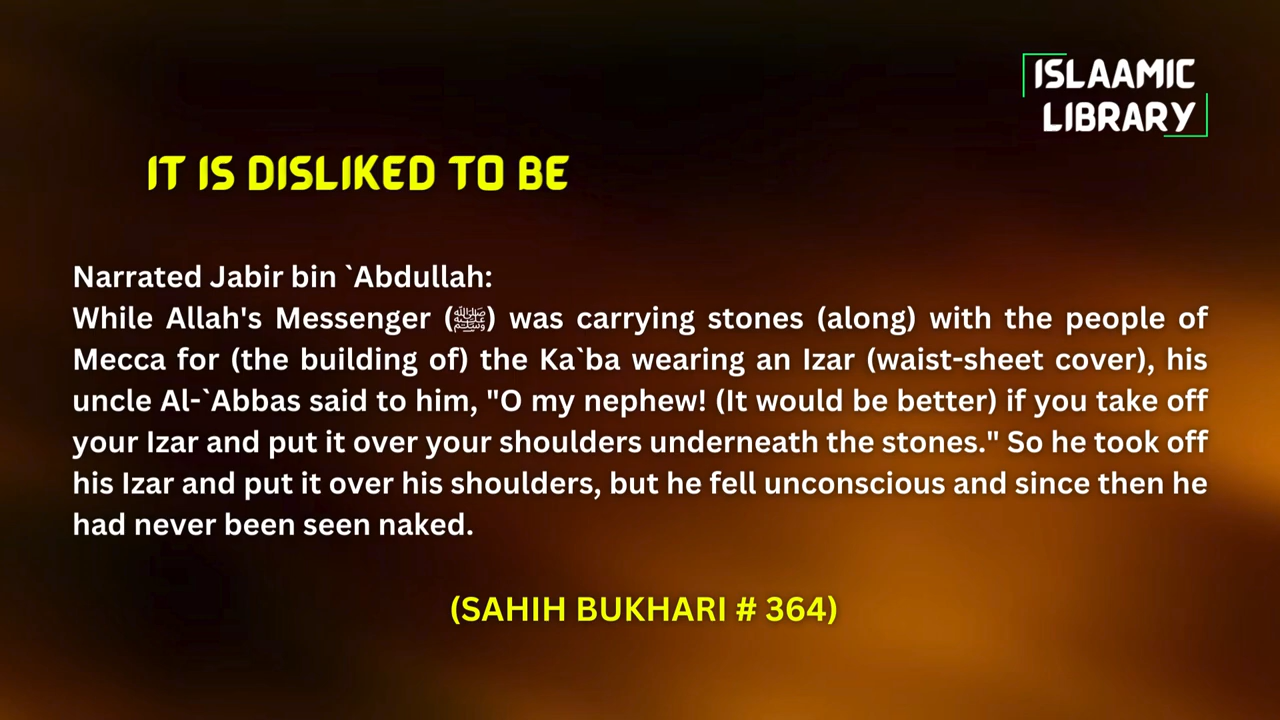 ISLAAMIC
LIBRARY
IT IS DISLIKED TO BE
Narrated Jabir bin `Abdullah:
While Allah's Messenger (ﷺ) was carrying stones (along) with the people of
Mecca for (the building of) the Ka`ba wearing an Izar (waist-sheet cover), his
uncle Al-`Abbas said to him, "O my nephew! (It would be better) if you take off
your Izar and put it over your shoulders underneath the stones." So he took off
his Izar and put it over his shoulders, but he fell unconscious and since then he
had never been seen naked.
(SAHIH BUKHARI # 364)